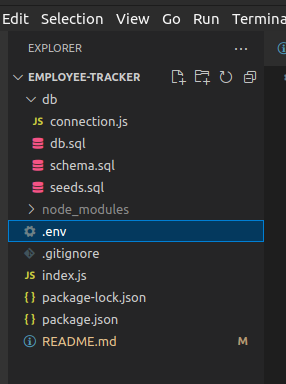 Edit Selection View Go Run Termina
EXPLORER ...
EMPLOYEE-TRACKER
db
JS connection.js
db.sql
schema.sql
seeds.sql
node_modules
.env
.gitignore
JS index.js
{ } package-lock.json
{ } package.json
README.md M